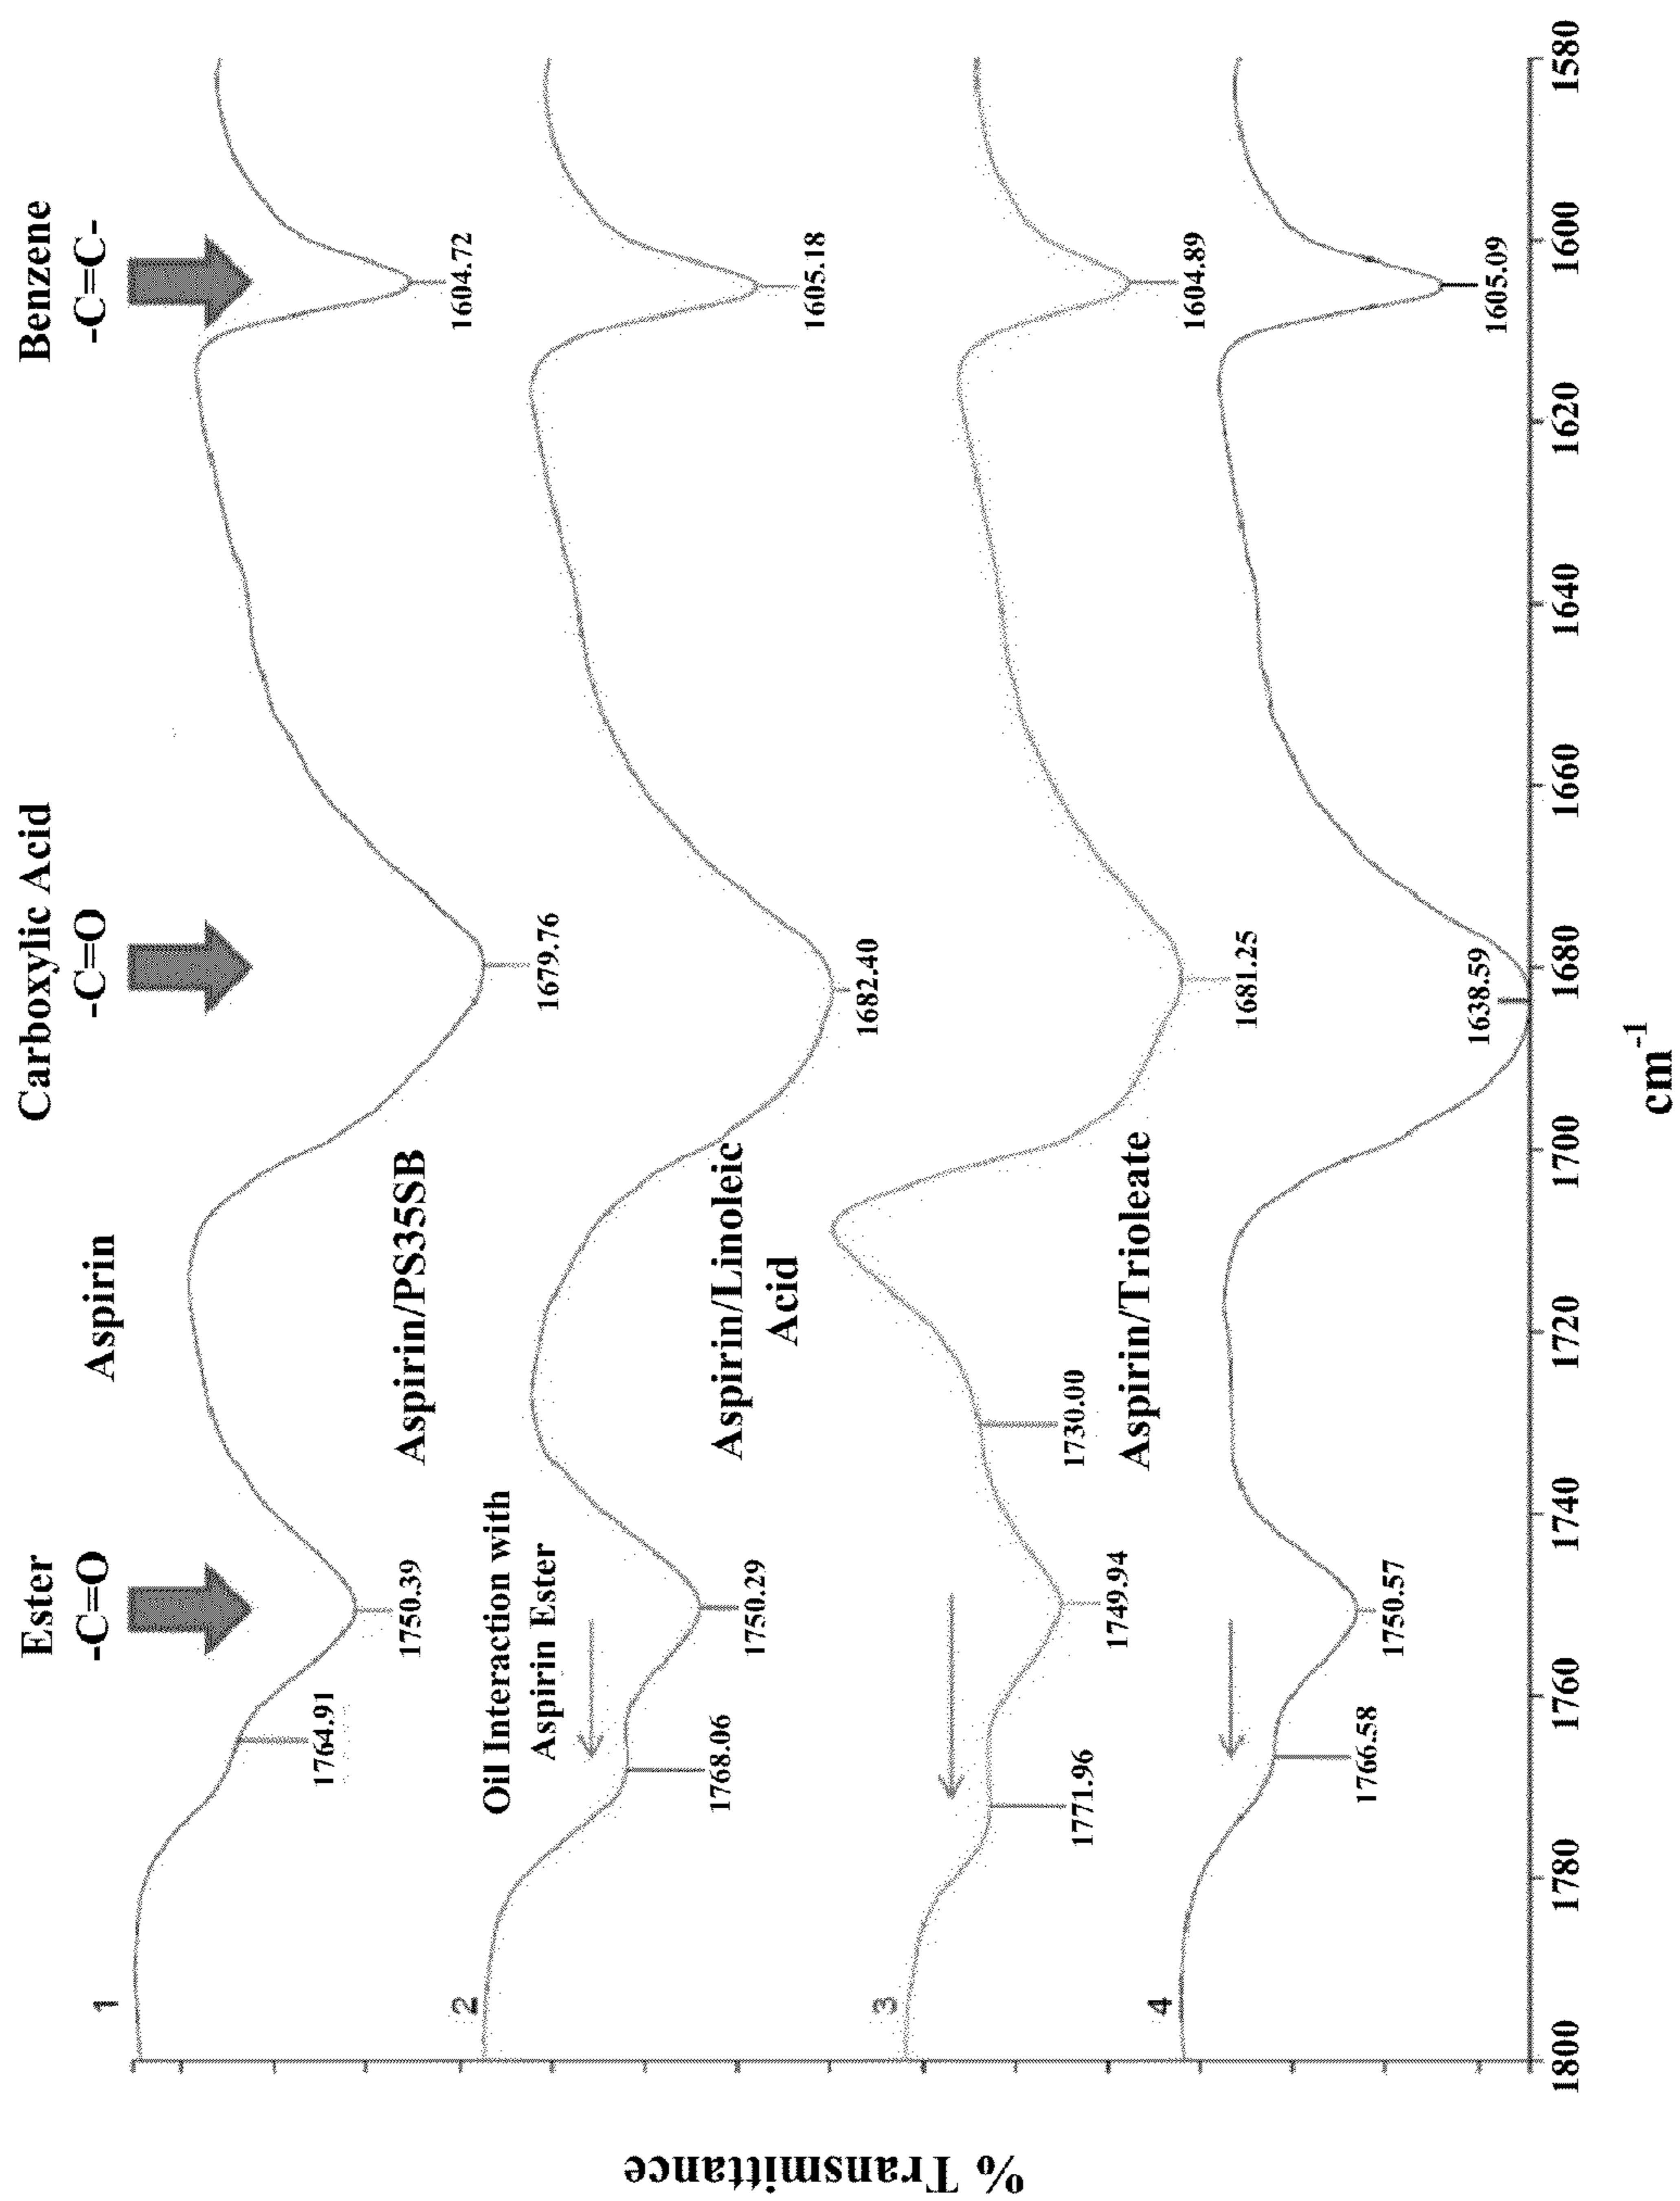 Ester
-C=O
Carboxylic Acid
-C=O
Benzene
-C=C-
Aspirin
1
1764.91
1750.39
1679.76
1604.72
Aspirin/PS35SB
Oil Interaction with
Aspirin Ester
2
1768.06
1750.29
1682.40
1605.18
Aspirin/Linoleic
Acid
3
1771.96
1749.94
1730.00
1681.25
1604.89
Aspirin/Trioleate
4
1766.58
1750.57
1638.59
1605.09
% Transmittance
1800 1780 1760 1740 1720 1700 1680 1660 1640 1620 1600 1580
cm-1